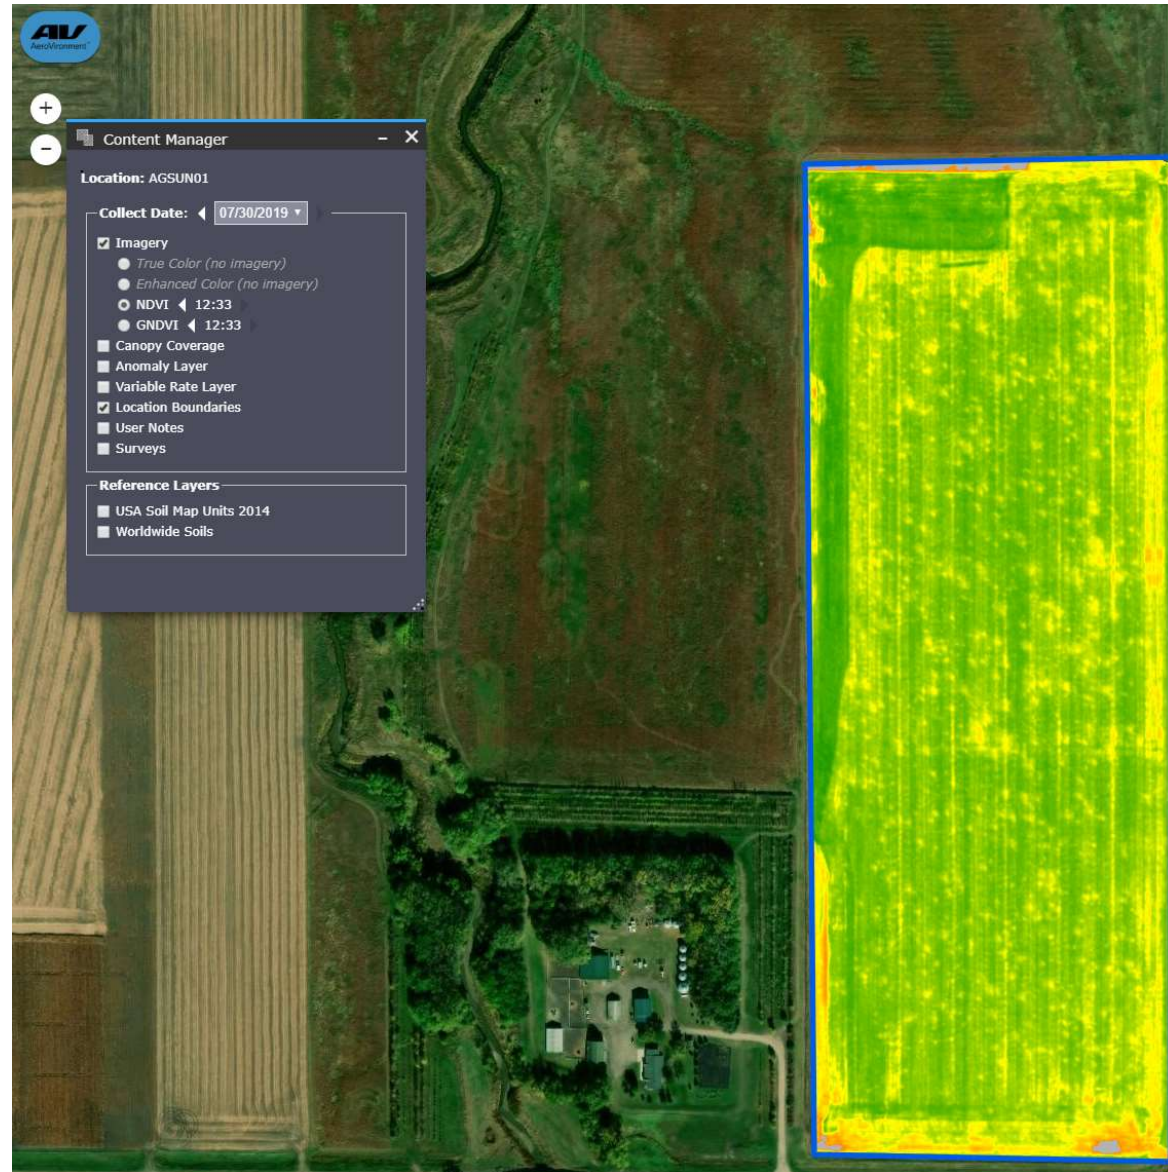 AV
AeroVironment™
+
−
Content Manager
Location: AGSUN01
Collect Date: 07/30/2019
Imagery
True Color (no imagery)
Enhanced Color (no imagery)
NDVI 12:33
GNDVI 12:33
Canopy Coverage
Anomaly Layer
Variable Rate Layer
Location Boundaries
User Notes
Surveys
Reference Layers
USA Soil Map Units 2014
Worldwide Soils